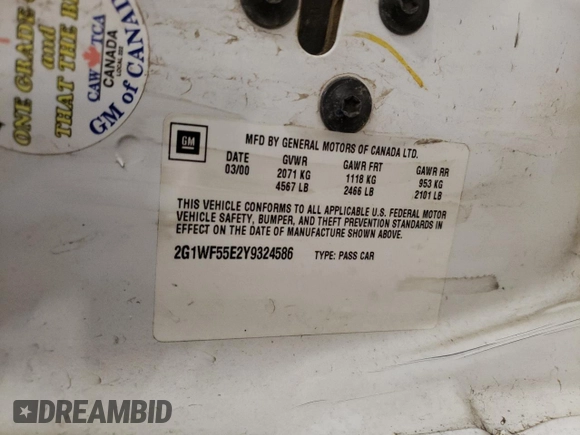 ONE GRADE
and
THAT THE B
CAW TCA
CANADA
LOCAL 222
GM of CANAD
GM
MFD BY GENERAL MOTORS OF CANADA LTD.
DATE GVWR GAWR FRT GAWR RR
03/00 2071 KG 1118 KG 953 KG
4567 LB 2466 LB 2101 LB
THIS VEHICLE CONFORMS TO ALL APPLICABLE U.S. FEDERAL MOTOR
VEHICLE SAFETY, BUMPER, AND THEFT PREVENTION STANDARDS IN
EFFECT ON THE DATE OF MANUFACTURE SHOWN ABOVE.
2G1WF55E2Y9324586 TYPE: PASS CAR
DREAMBID